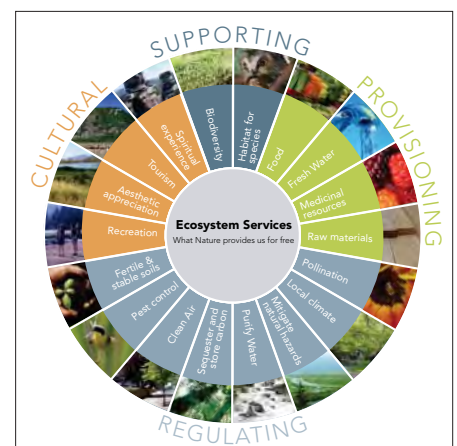 SUPPORTING
PROVISIONING
REGULATING
CULTURAL
Ecosystem Services
What Nature provides us for free
Biodiversity
Habitat for
species
Food
Fresh Water
Medicinal
resources
Raw materials
Pollination
Local climate
Mitigate
natural hazards
Purify Water
Sequester and
store carbon
Clean Air
Pest control
Fertile &
stable soils
Recreation
Aesthetic
appreciation
Tourism
Spiritual
experience